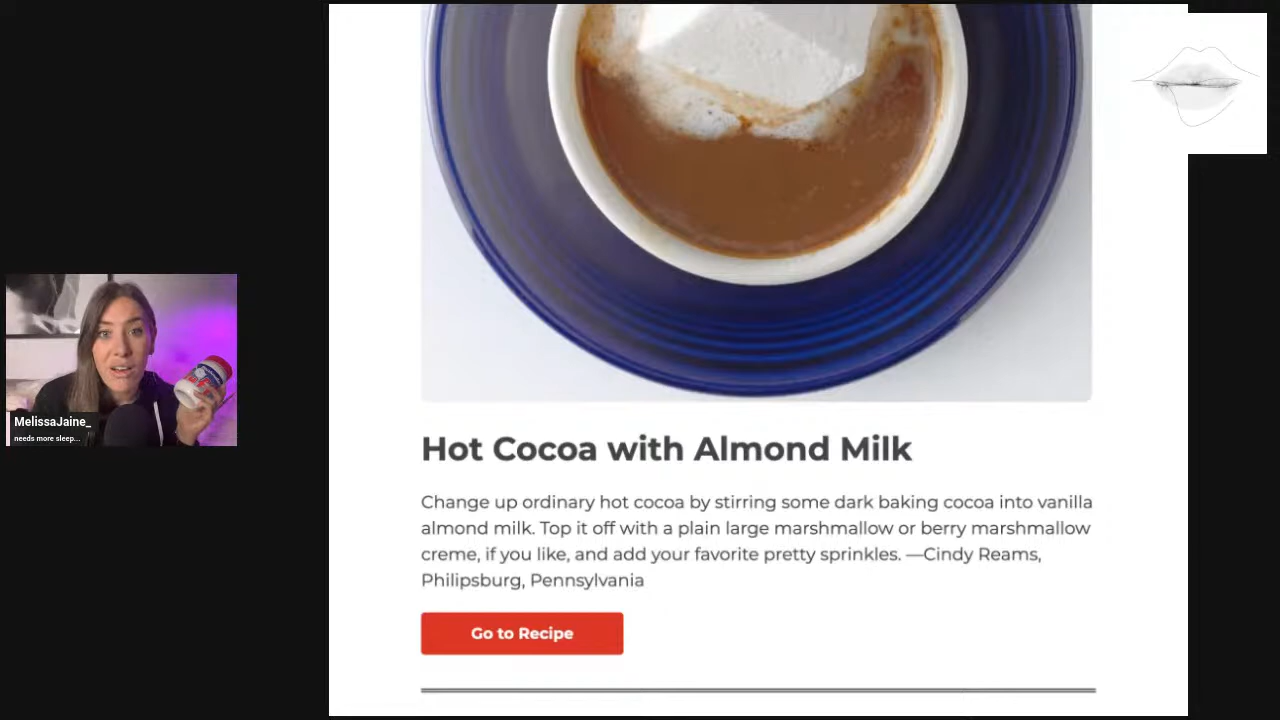 MelissaJaine_
needs more sleep...
Hot Cocoa with Almond Milk
Change up ordinary hot cocoa by stirring some dark baking cocoa into vanilla
almond milk. Top it off with a plain large marshmallow or berry marshmallow
creme, if you like, and add your favorite pretty sprinkles. —Cindy Reams,
Philipsburg, Pennsylvania
Go to Recipe